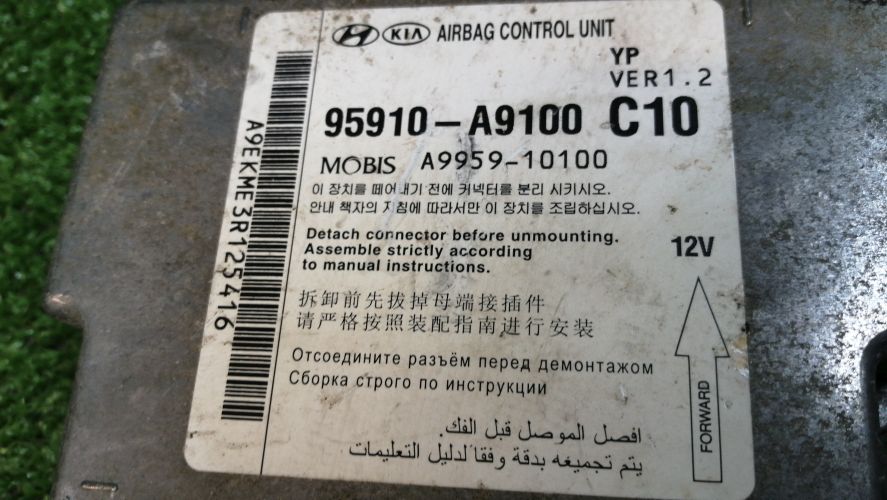 HYUNDAI KIA AIRBAG CONTROL UNIT
YP
VER1.2
95910-A9100 C10
MOBIS A9959-10100
이 장치를 떼어내기 전에 커넥터를 분리 시키시오.
안내 책자의 지침에 따라서만 이 장치를 조립하십시오.
Detach connector before unmounting.
Assemble strictly according
to manual instructions.
12V
拆卸前先拔掉母端接插件
请严格按照装配指南进行安装
Отсоедините разъём перед демонтажом
Сборка строго по инструкции
افصل الموصل قبل الفك.
يتم تجميعه بدقة وفقا لدليل التعليمات
FORWARD
A9EKME3R125416